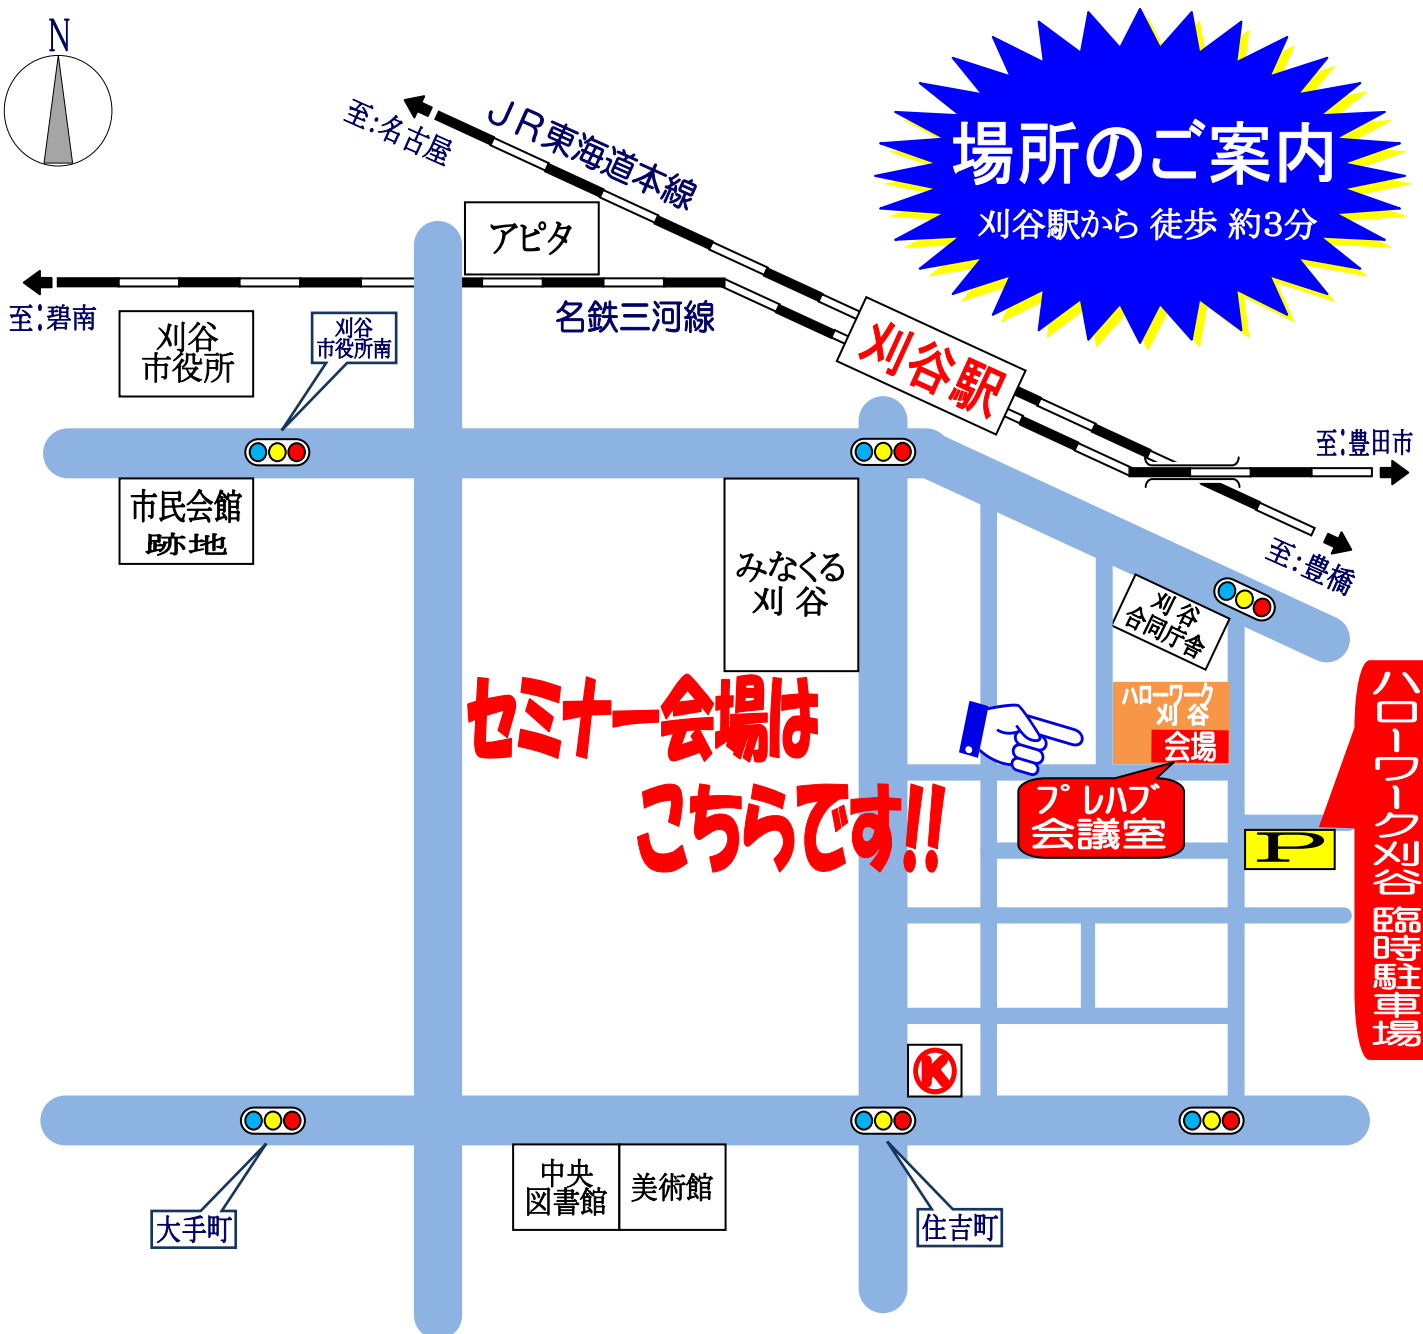 N
場所のご案内
刈谷駅から 徒歩 約3分
至:名古屋
JR東海道本線
アピタ
至:碧南
名鉄三河線
刈谷
市役所
刈谷
市役所南
刈谷駅
至:豊田市
至:豊橋
市民会館
跡地
みなくる
刈 谷
刈 谷
合同庁舎
ハローワーク
刈 谷
会場
セミナー会場は
こちらです!!
プレハブ
会議室
P
ハローワーク刈谷 臨時駐車場
K
中央
図書館
美術館
大手町
住吉町